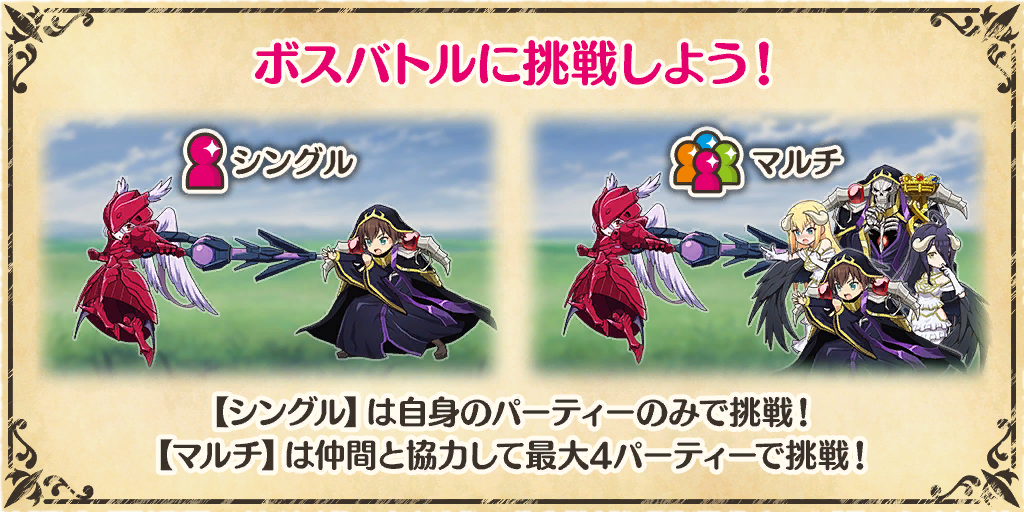 ボスバトルに挑戦しよう！
シングル
マルチ
【シングル】は自身のパーティーのみで挑戦！
【マルチ】は仲間と協力して最大4パーティーで挑戦！